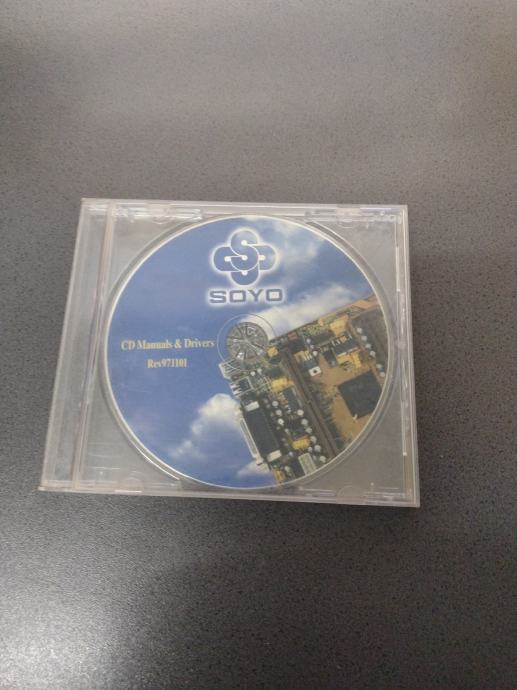 SOYO
CD Manuals & Drivers
Rev971101